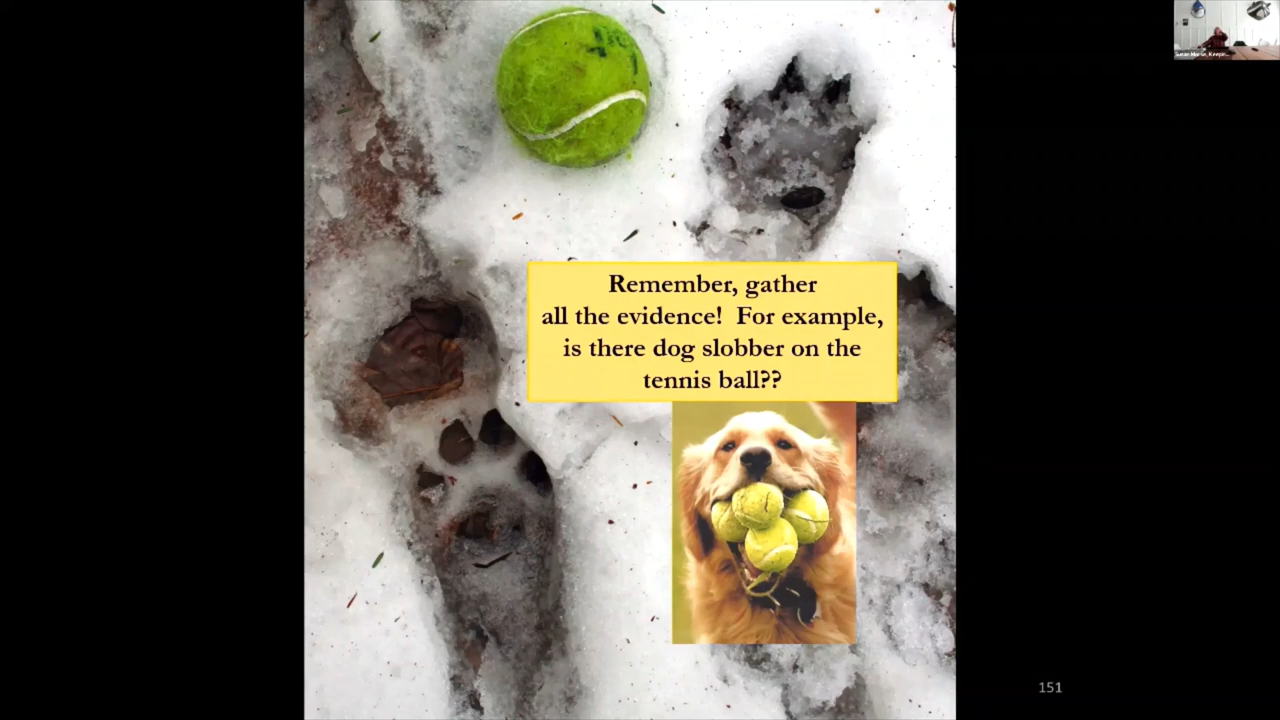 Remember, gather
all the evidence! For example,
is there dog slobber on the
tennis ball??
151